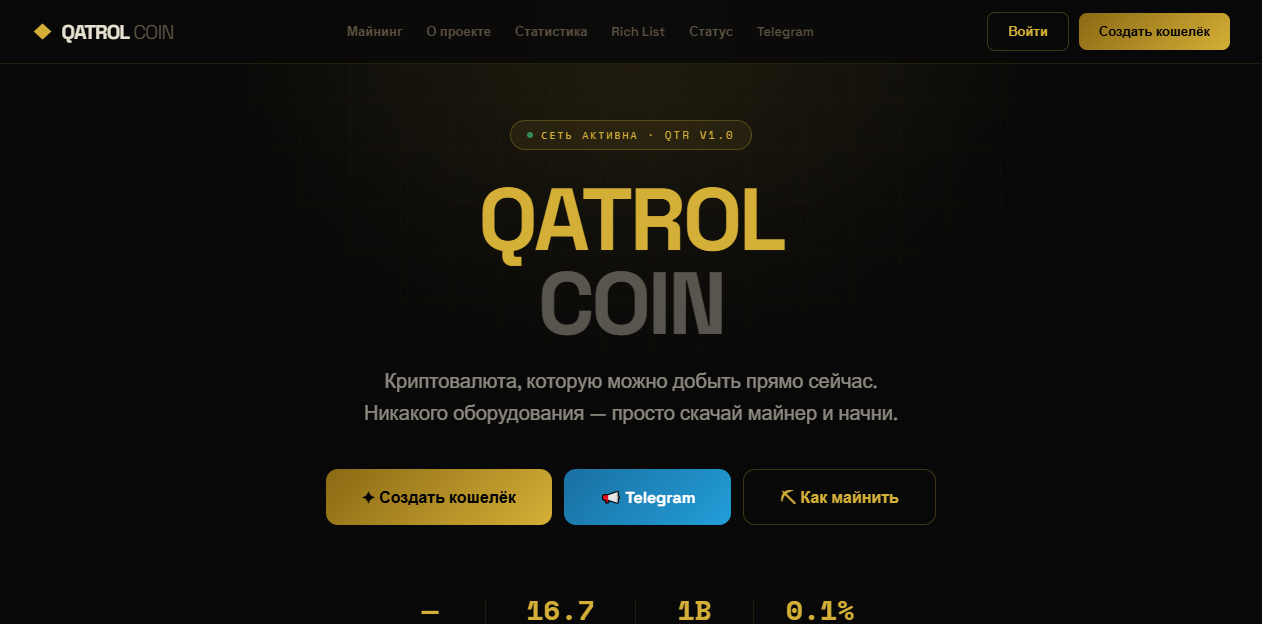 QATROL COIN
Майнинг О проекте Статистика Rich List Статус Telegram
Войти
Создать кошелёк
СЕТЬ АКТИВНА · QTR V1.0
QATROL
COIN
Криптовалюта, которую можно добыть прямо сейчас.
Никакого оборудования — просто скачай майнер и начни.
✦ Создать кошелёк
Telegram
Как майнить
— 16.7 1B 0.1%